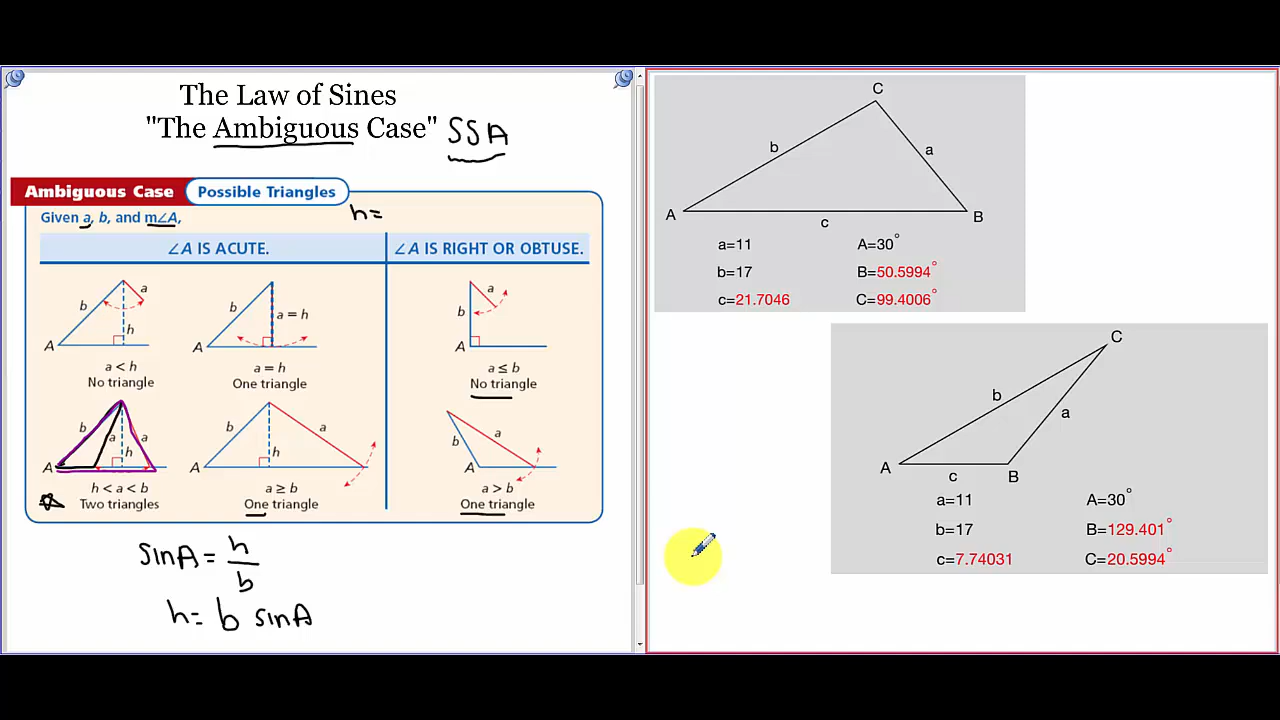 The Law of Sines
"The Ambiguous Case" SSA
Ambiguous Case Possible Triangles
Given a, b, and m∠A, h=
∠A IS ACUTE. ∠A IS RIGHT OR OBTUSE.
b a h A
a < h
No triangle
b a = h A
a = h
One triangle
a b A
a ≤ b
No triangle
b a a h A
h < a < b
Two triangles
b a h A
a ≥ b
One triangle
a b A
a > b
One triangle
sinA = h/b
h= b sinA
C
b a
A B
c
a=11 A=30°
b=17 B=50.5994°
c=21.7046 C=99.4006°
C
b
a
A
c B
a=11 A=30°
b=17 B=129.401°
c=7.74031 C=20.5994°